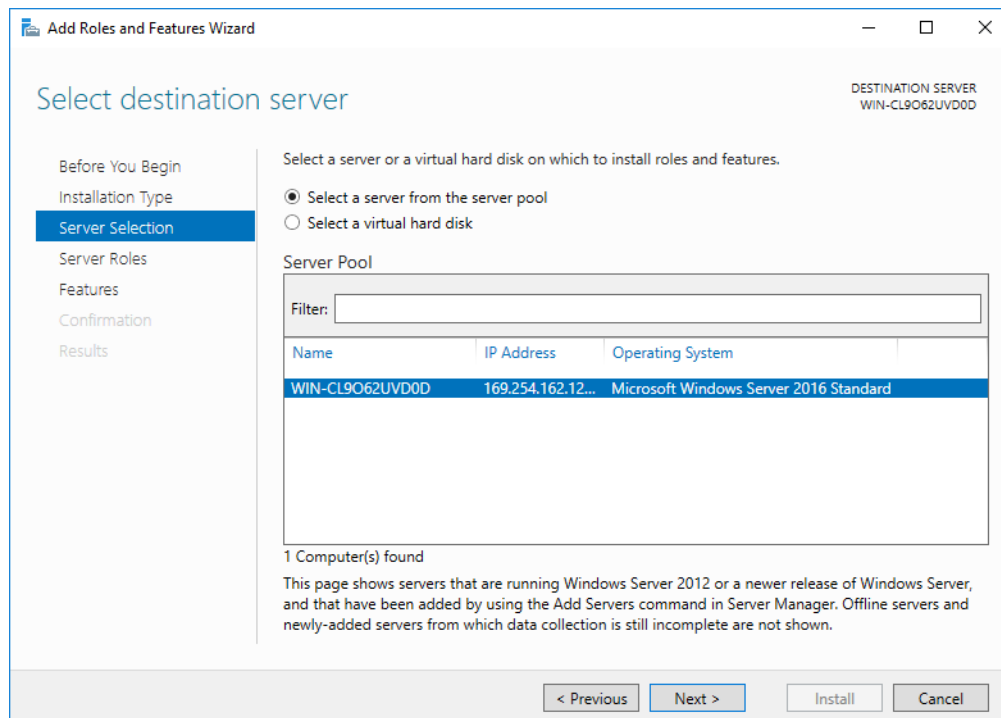 Add Roles and Features Wizard
Select destination server
DESTINATION SERVER
WIN-CL9O62UVD0D
Before You Begin
Installation Type
Server Selection
Server Roles
Features
Confirmation
Results
Select a server or a virtual hard disk on which to install roles and features.
Select a server from the server pool
Select a virtual hard disk
Server Pool
Filter:
Name IP Address Operating System
WIN-CL9O62UVD0D 169.254.162.12... Microsoft Windows Server 2016 Standard
1 Computer(s) found
This page shows servers that are running Windows Server 2012 or a newer release of Windows Server,
and that have been added by using the Add Servers command in Server Manager. Offline servers and
newly-added servers from which data collection is still incomplete are not shown.
< Previous Next > Install Cancel